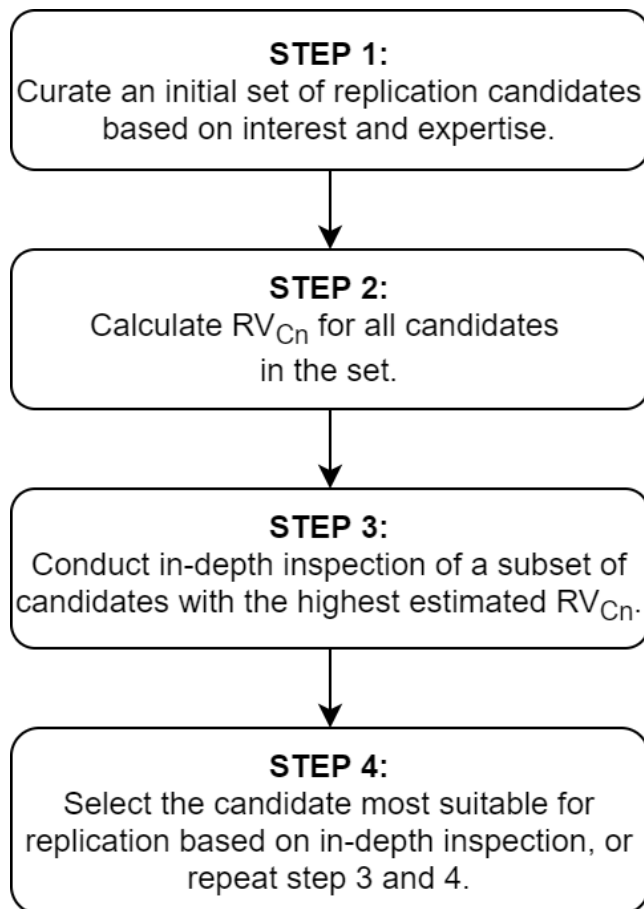 STEP 1:
Curate an initial set of replication candidates
based on interest and expertise.
STEP 2:
Calculate RVCn for all candidates
in the set.
STEP 3:
Conduct in-depth inspection of a subset of
candidates with the highest estimated RVCn.
STEP 4:
Select the candidate most suitable for
replication based on in-depth inspection, or
repeat step 3 and 4.